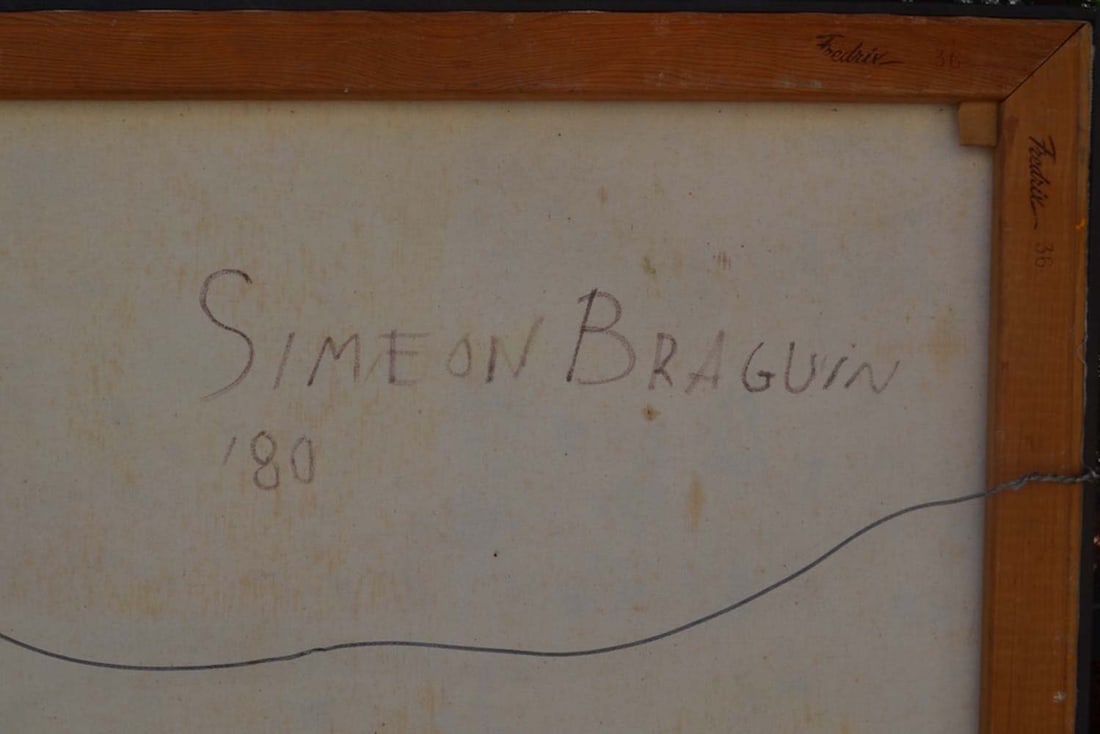 Fredrix 36
Fredrix 36
SIMEON BRAGUiN
'80